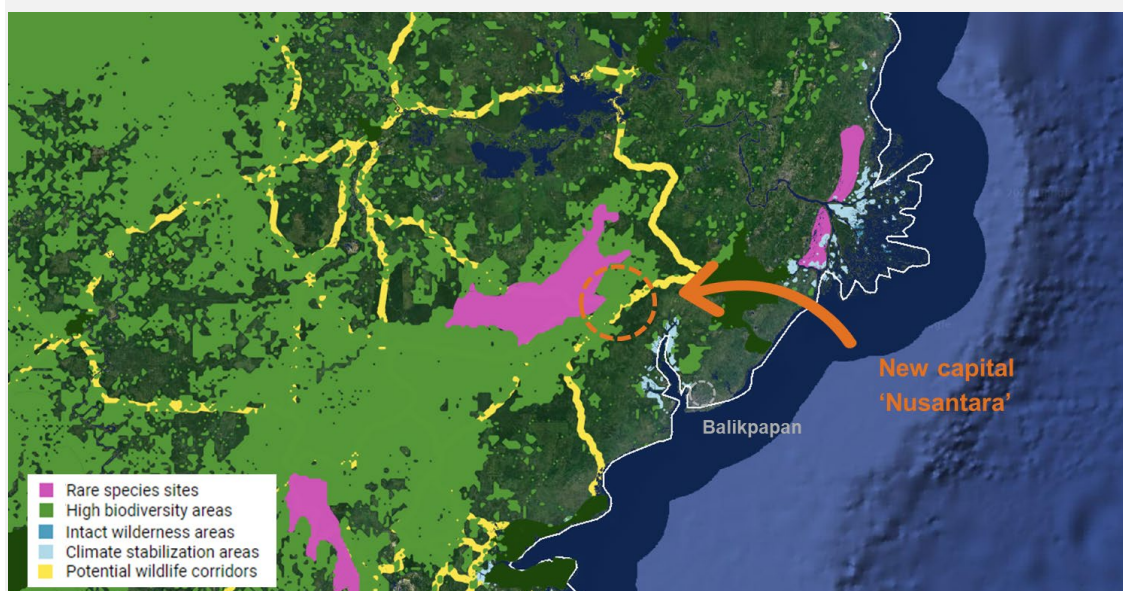 New capital
'Nusantara'
Balikpapan
Rare species sites
High biodiversity areas
Intact wilderness areas
Climate stabilization areas
Potential wildlife corridors